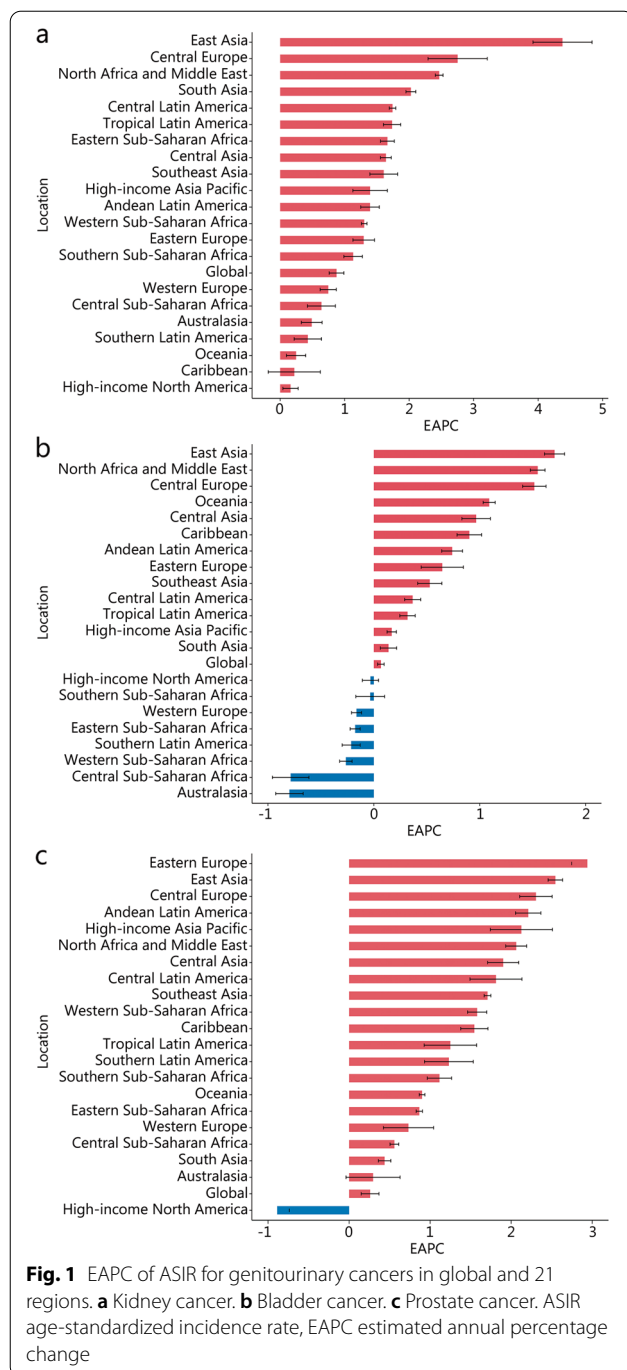 a
East Asia
Central Europe
North Africa and Middle East
South Asia
Central Latin America
Tropical Latin America
Eastern Sub-Saharan Africa
Central Asia
Southeast Asia
High-income Asia Pacific
Andean Latin America
Western Sub-Saharan Africa
Eastern Europe
Southern Sub-Saharan Africa
Global
Western Europe
Central Sub-Saharan Africa
Australasia
Southern Latin America
Oceania
Caribbean
High-income North America
Location
0 1 2 3 4 5
EAPC
b
East Asia
North Africa and Middle East
Central Europe
Oceania
Central Asia
Caribbean
Andean Latin America
Eastern Europe
Southeast Asia
Central Latin America
Tropical Latin America
High-income Asia Pacific
South Asia
Global
High-income North America
Southern Sub-Saharan Africa
Western Europe
Eastern Sub-Saharan Africa
Southern Latin America
Western Sub-Saharan Africa
Central Sub-Saharan Africa
Australasia
Location
-1 0 1 2
EAPC
c
Eastern Europe
East Asia
Central Europe
Andean Latin America
High-income Asia Pacific
North Africa and Middle East
Central Asia
Central Latin America
Southeast Asia
Western Sub-Saharan Africa
Caribbean
Tropical Latin America
Southern Latin America
Southern Sub-Saharan Africa
Oceania
Eastern Sub-Saharan Africa
Western Europe
Central Sub-Saharan Africa
South Asia
Australasia
Global
High-income North America
Location
-1 0 1 2 3
EAPC
Fig. 1 EAPC of ASIR for genitourinary cancers in global and 21
regions. a Kidney cancer. b Bladder cancer. c Prostate cancer. ASIR
age-standardized incidence rate, EAPC estimated annual percentage
change